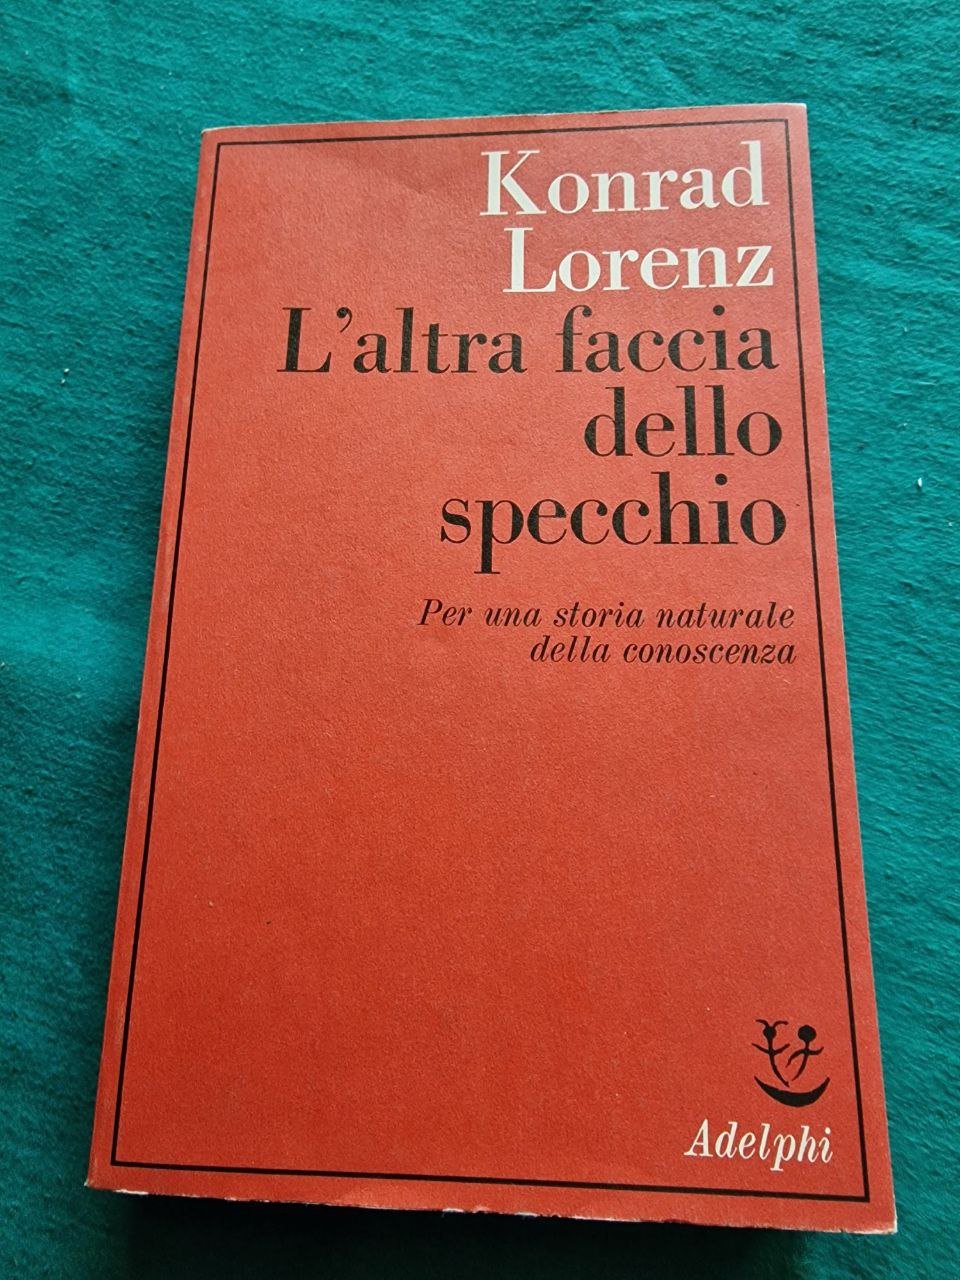 Konrad
Lorenz
L'altra faccia
dello
specchio
Per una storia naturale
della conoscenza
Adelphi